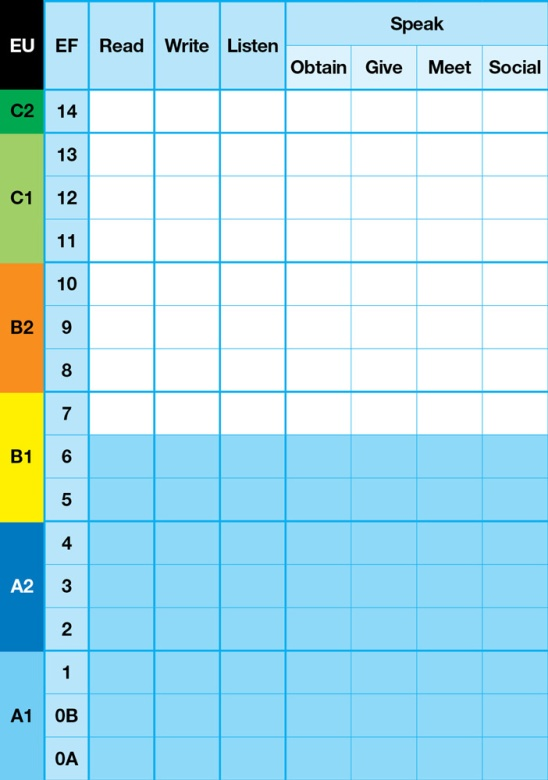 Speak
EU EF Read Write Listen
Obtain Give Meet Social
C2 14
13
C1 12
11
10
B2 9
8
7
B1 6
5
4
A2 3
2
1
A1 0B
0A